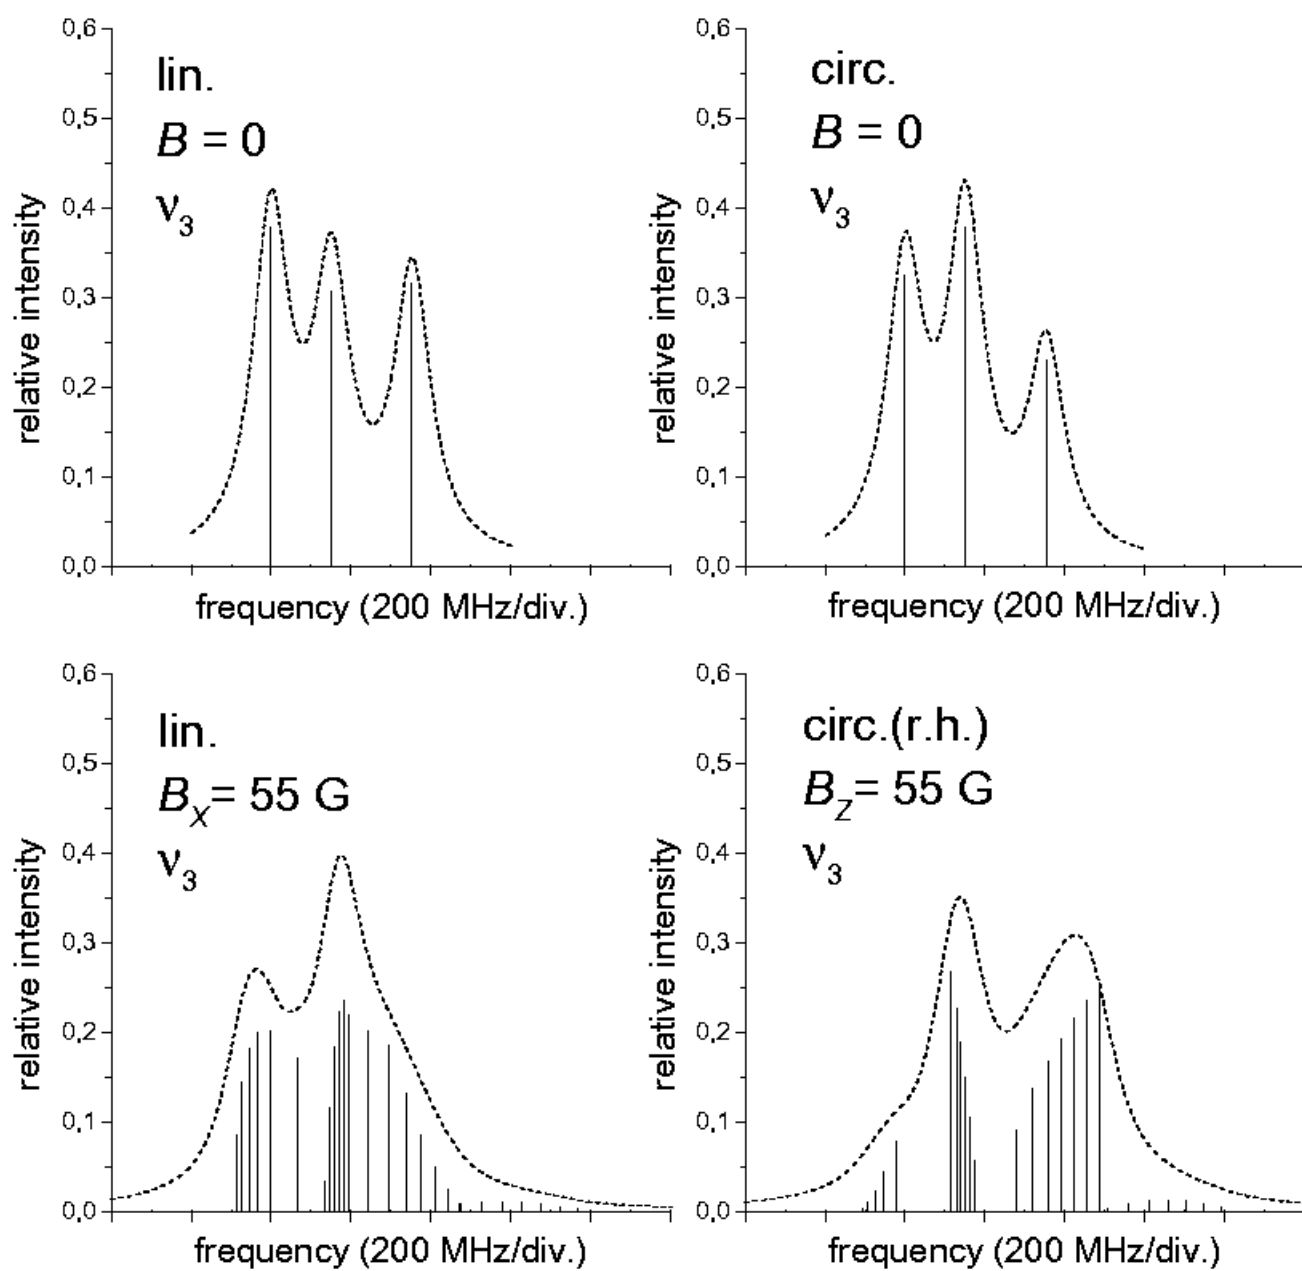 0,6
0,5
0,4
0,3
0,2
0,1
0,0
relative intensity
lin.
B = 0
ν3
frequency (200 MHz/div.)
0,6
0,5
0,4
0,3
0,2
0,1
0,0
relative intensity
circ.
B = 0
ν3
frequency (200 MHz/div.)
0,6
0,5
0,4
0,3
0,2
0,1
0,0
relative intensity
lin.
BX= 55 G
ν3
frequency (200 MHz/div.)
0,6
0,5
0,4
0,3
0,2
0,1
0,0
relative intensity
circ.(r.h.)
BZ= 55 G
ν3
frequency (200 MHz/div.)